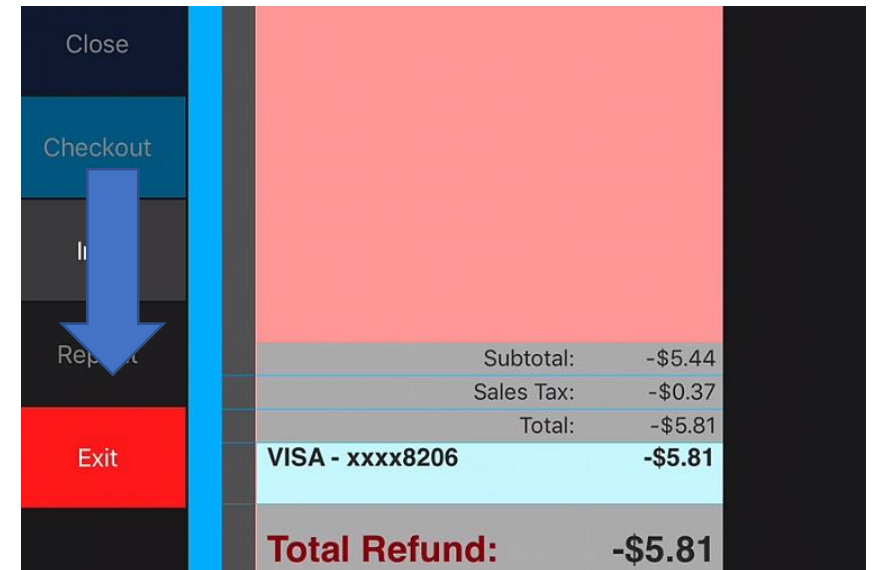 Close
Checkout
Exit
Subtotal: -$5.44
Sales Tax: -$0.37
Total: -$5.81
VISA - xxxx8206 -$5.81
Total Refund: -$5.81